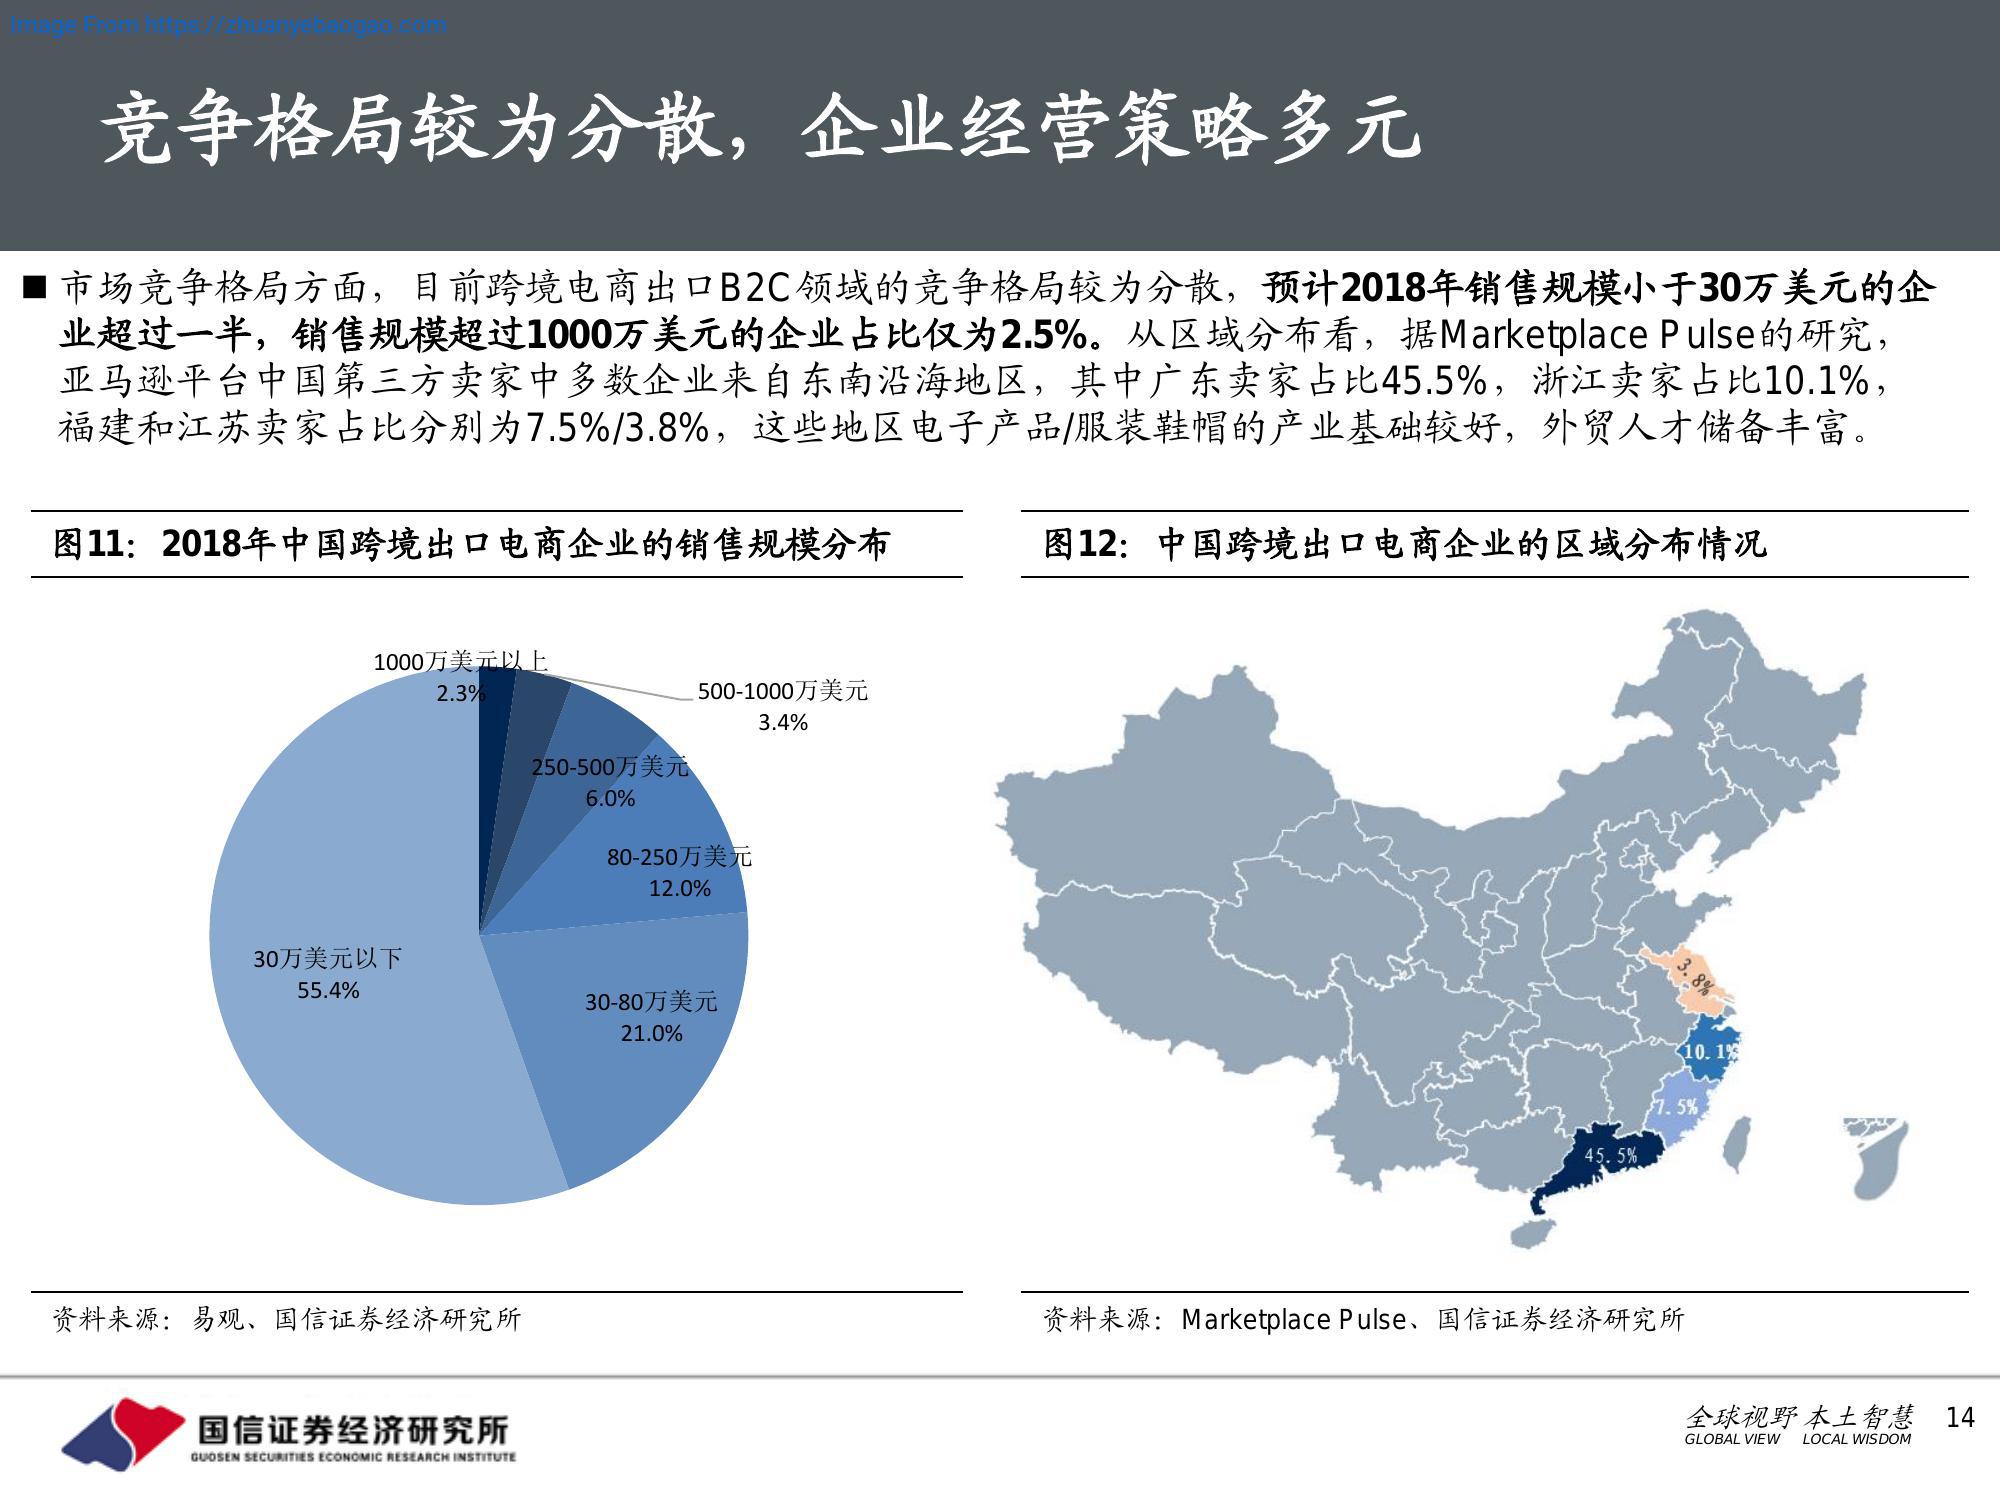 Image From https://zhuanyebaogao.com
竞争格局较为分散，企业经营策略多元
■ 市场竞争格局方面，目前跨境电商出口B2C领域的竞争格局较为分散，预计2018年销售规模小于30万美元的企
业超过一半，销售规模超过1000万美元的企业占比仅为2.5%。从区域分布看，据Marketplace Pulse的研究，
亚马逊平台中国第三方卖家中多数企业来自东南沿海地区，其中广东卖家占比45.5%，浙江卖家占比10.1%，
福建和江苏卖家占比分别为7.5%/3.8%，这些地区电子产品/服装鞋帽的产业基础较好，外贸人才储备丰富。
图11：2018年中国跨境出口电商企业的销售规模分布
1000万美元以上
2.3%
500-1000万美元
3.4%
250-500万美元
6.0%
80-250万美元
12.0%
30万美元以下
55.4%
30-80万美元
21.0%
资料来源：易观、国信证券经济研究所
图12：中国跨境出口电商企业的区域分布情况
3.8%
10.1%
7.5%
45.5%
资料来源：Marketplace Pulse、国信证券经济研究所
国信证券经济研究所
GUOSEN SECURITIES ECONOMIC RESEARCH INSTITUTE
全球视野 本土智慧
GLOBAL VIEW LOCAL WISDOM
14